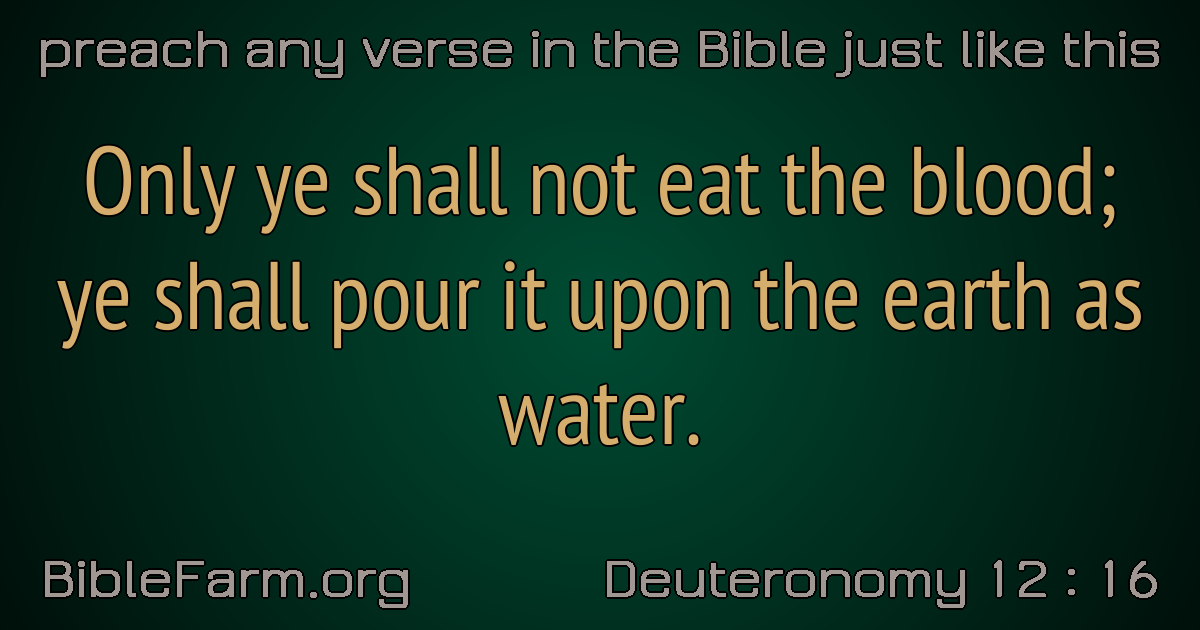 preach any verse in the Bible just like this
Only ye shall not eat the blood;
ye shall pour it upon the earth as
water.
BibleFarm.org
Deuteronomy 12 : 16